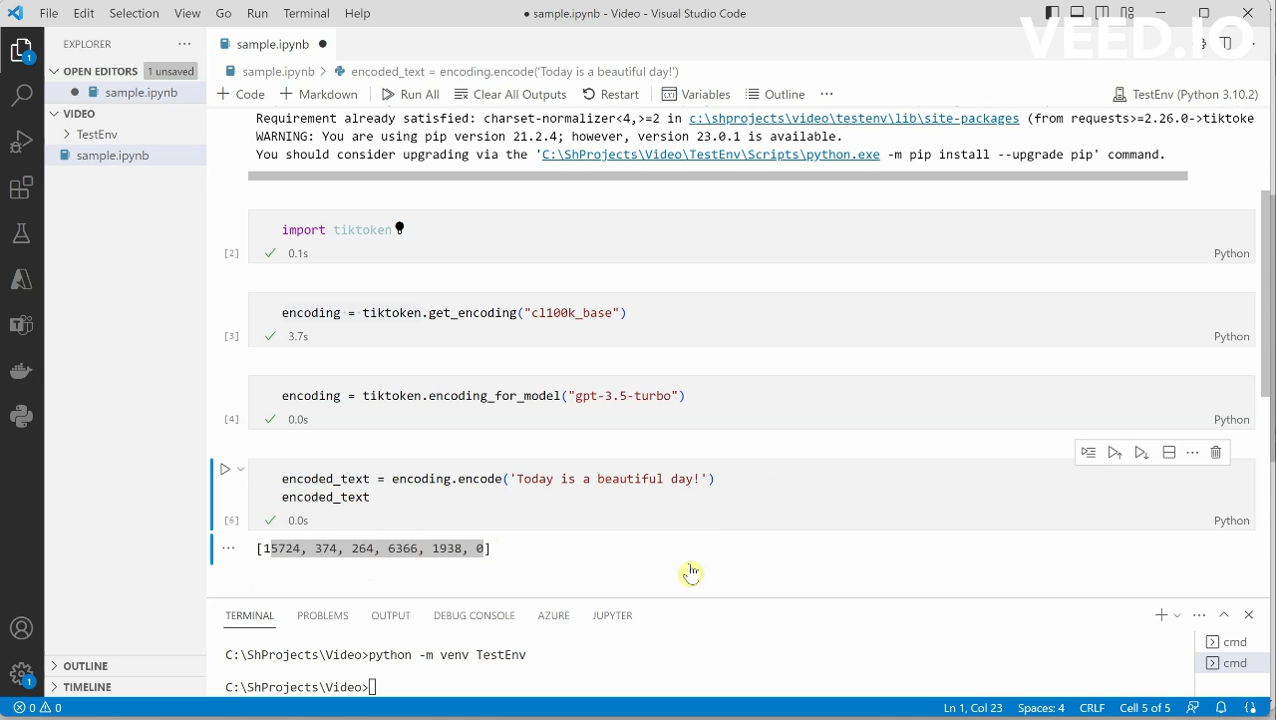 File Edit Selection View Go Run Terminal Help
● sample.ipynb - Video - Visual Studio Code
VEED.IO
EXPLORER
OPEN EDITORS 1 unsaved
sample.ipynb
VIDEO
TestEnv
sample.ipynb
OUTLINE
TIMELINE
sample.ipynb
sample.ipynb > encoded_text = encoding.encode('Today is a beautiful day!')
+ Code + Markdown Run All Clear All Outputs Restart Variables Outline ... TestEnv (Python 3.10.2)
Requirement already satisfied: charset-normalizer<4,>=2 in c:\shprojects\video\testenv\lib\site-packages (from requests>=2.26.0->tiktoke
WARNING: You are using pip version 21.2.4; however, version 23.0.1 is available.
You should consider upgrading via the 'C:\ShProjects\Video\TestEnv\Scripts\python.exe -m pip install --upgrade pip' command.
import tiktoken
[2] 0.1s Python
encoding = tiktoken.get_encoding("cl100k_base")
[3] 3.7s Python
encoding = tiktoken.encoding_for_model("gpt-3.5-turbo")
[4] 0.0s Python
encoded_text = encoding.encode('Today is a beautiful day!')
encoded_text
[6] 0.0s Python
[15724, 374, 264, 6366, 1938, 0]
TERMINAL PROBLEMS OUTPUT DEBUG CONSOLE AZURE JUPYTER
C:\ShProjects\Video>python -m venv TestEnv
C:\ShProjects\Video>
cmd
cmd
1
1
0 0 Ln 1, Col 23 Spaces: 4 CRLF Cell 5 of 5